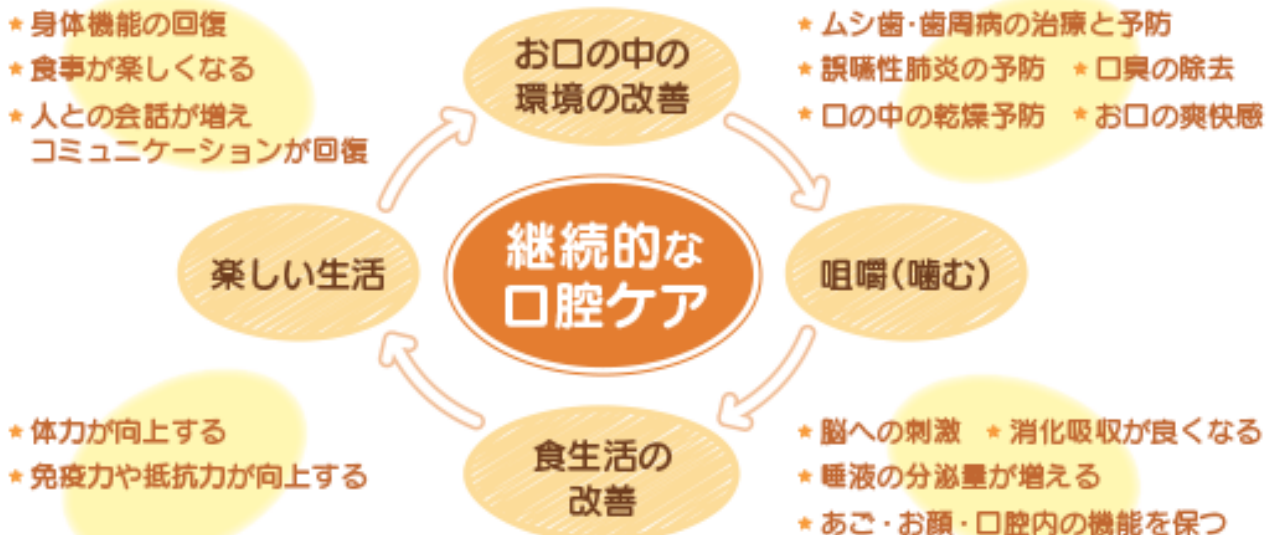 ★身体機能の回復
★食事が楽しくなる
★人との会話が増え
コミュニケーションが回復
お口の中の
環境の改善
★ムシ歯・歯周病の治療と予防
★誤嚥性肺炎の予防 ★口臭の除去
★口の中の乾燥予防 ★お口の爽快感
楽しい生活
継続的な
口腔ケア
咀嚼(噛む)
★体力が向上する
★免疫力や抵抗力が向上する
食生活の
改善
★脳への刺激 ★消化吸収が良くなる
★唾液の分泌量が増える
★あご・お顔・口腔内の機能を保つ